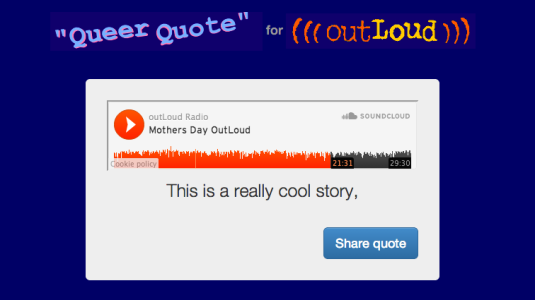 "Queer Quote" for ((( outLoud )))
outLoud Radio
SOUNDCLOUD
Mothers Day OutLoud
Cookie policy
21:31
29:30
This is a really cool story,
Share quote